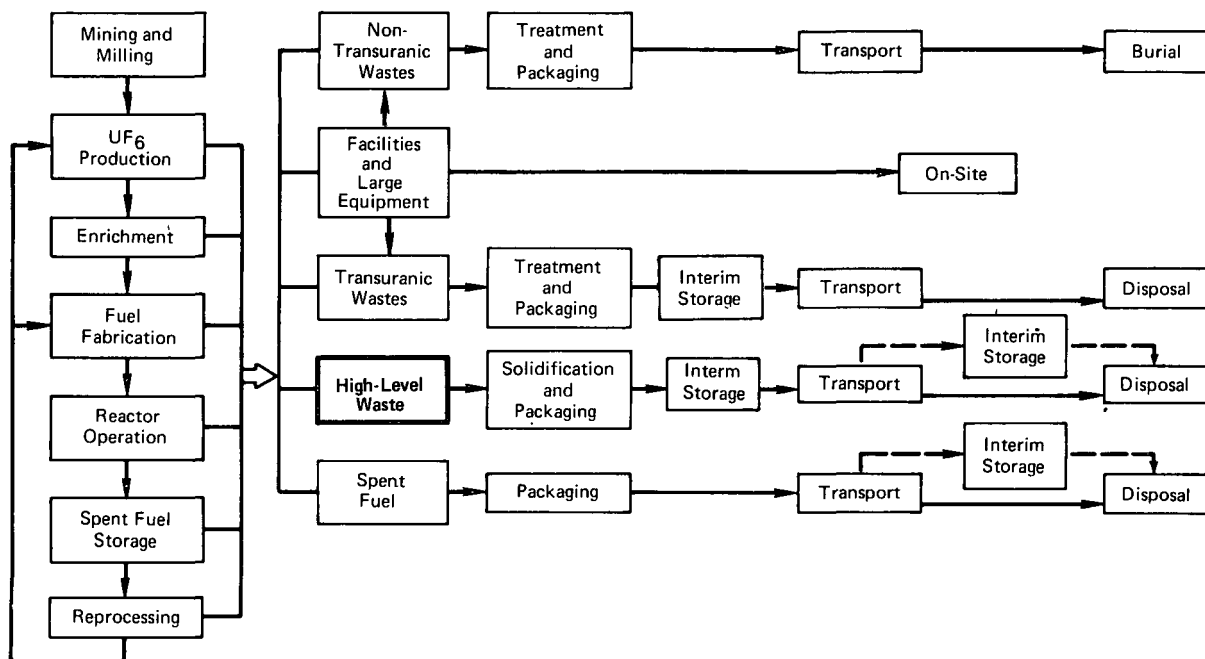 Mining and
Milling
UF6
Production
Enrichment
Fuel
Fabrication
Reactor
Operation
Spent Fuel
Storage
Reprocessing
Non-
Transuranic
Wastes
Treatment
and
Packaging
Transport
Burial
Facilities
and
Large
Equipment
On-Site
Transuranic
Wastes
Treatment
and
Packaging
Interim
Storage
Transport
Disposal
High-Level
Waste
Solidification
and
Packaging
Interm
Storage
Transport
Interim
Storage
Disposal
Spent
Fuel
Packaging
Transport
Interim
Storage
Disposal